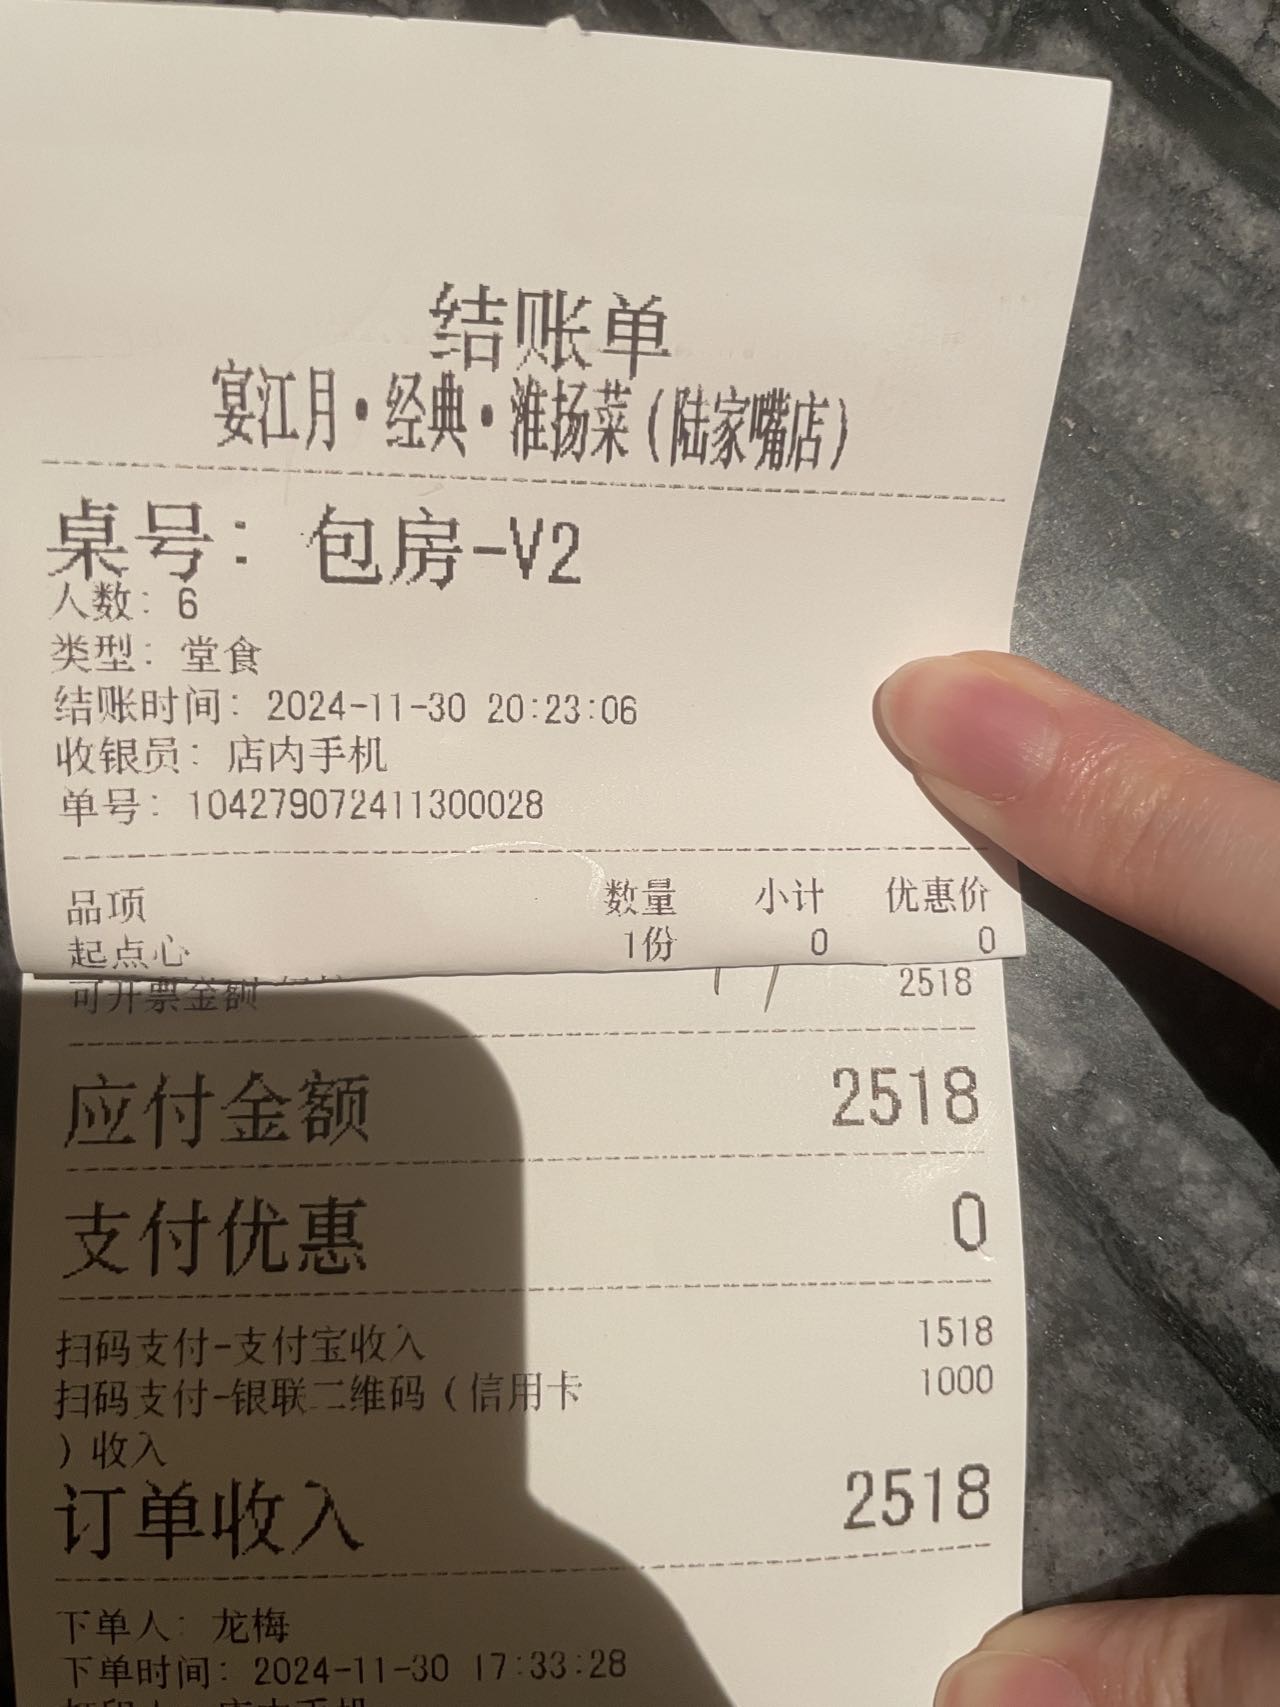 结账单
宴江月·经典·淮扬菜(陆家嘴店)
桌号: 包房-V2
人数: 6
类型: 堂食
结账时间: 2024-11-30 20:23:06
收银员: 店内手机
单号: 104279072411300028
品项 数量 小计 优惠价
起点心 1份 0 0
可开票金额 2518
应付金额 2518
支付优惠 0
扫码支付-支付宝收入 1518
扫码支付-银联二维码(信用卡 1000
)收入
订单收入 2518
下单人: 龙梅
下单时间: 2024-11-30 17:33:28